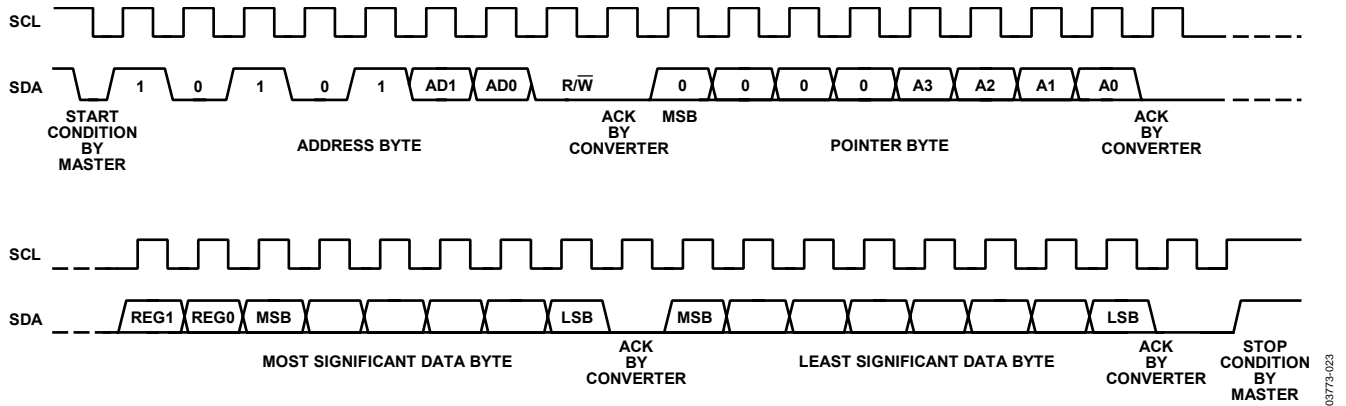 SCL
SDA 1 0 1 0 1 AD1 AD0 R/W̅ 0 0 0 0 A3 A2 A1 A0
START CONDITION BY MASTER
ADDRESS BYTE
ACK BY CONVERTER
MSB
POINTER BYTE
ACK BY CONVERTER
SCL
SDA REG1 REG0 MSB LSB MSB LSB
MOST SIGNIFICANT DATA BYTE
ACK BY CONVERTER
LEAST SIGNIFICANT DATA BYTE
ACK BY CONVERTER
STOP CONDITION BY MASTER
03773-023